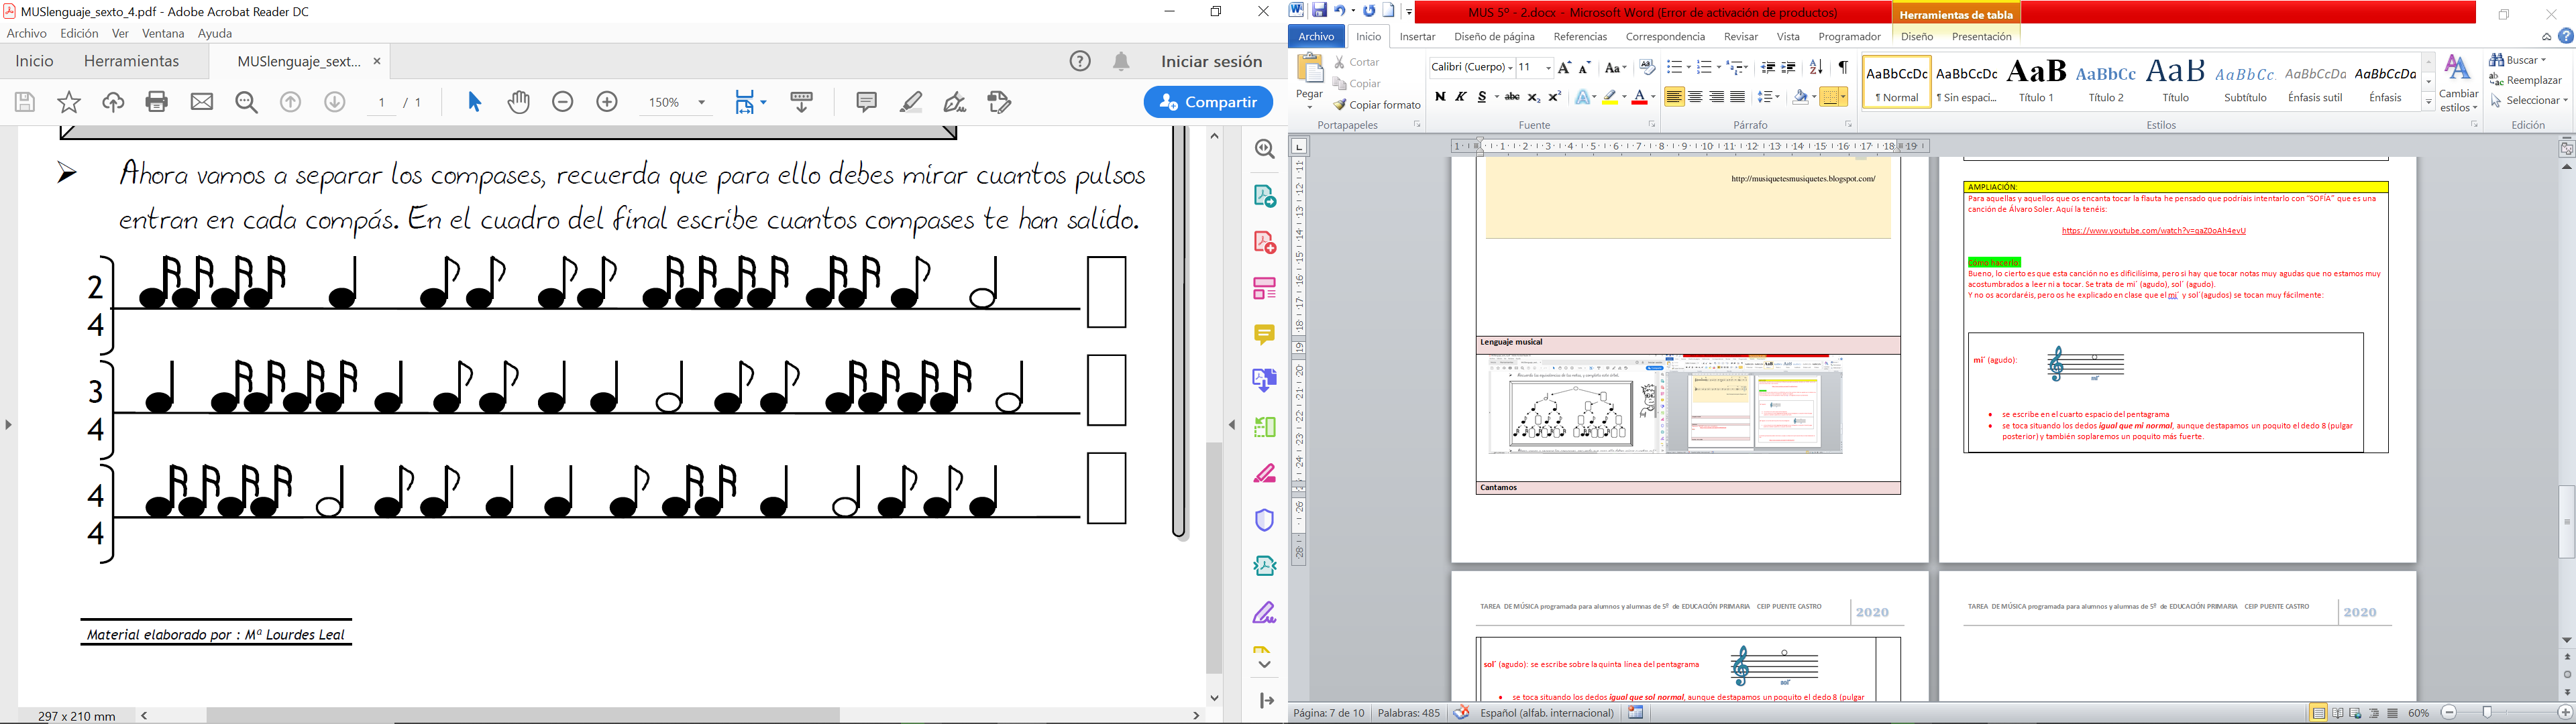 MUSlenguaje_sexto_4.pdf - Adobe Acrobat Reader DC
Archivo Edición Ver Ventana Ayuda
Inicio Herramientas MUSlenguaje_sext... × Iniciar sesión
1 / 1 150% Compartir
Ahora vamos a separar los compases, recuerda que para ello debes mirar cuantos pulsos
entran en cada compás. En el cuadro del final escribe cuantos compases te han salido.
2
4
3
4
4
4
Material elaborado por : Mª Lourdes Leal
297 x 210 mm
MUS 5º - 2.docx - Microsoft Word (Error de activación de productos)
Herramientas de tabla
Archivo Inicio Insertar Diseño de página Referencias Correspondencia Revisar Vista Programador Diseño Presentación
Pegar
Cortar
Copiar
Copiar formato
Portapapeles
Calibri (Cuerpo) 11
Fuente
Párrafo
AaBbCcDc AaBbCcDc AaB AaBbCc AaB AaBbCc. AaBbCcDa AaBbCcDa
¶ Normal ¶ Sin espaci... Título 1 Título 2 Título Subtítulo Énfasis sutil Énfasis
Estilos
Cambiar
estilos
Buscar
Reemplazar
Seleccionar
Edición
http://musiquetesmusiquetes.blogspot.com/
Lenguaje musical
Cantamos
AMPLIACIÓN:
Para aquellas y aquellos que os encanta tocar la flauta he pensado que podríais intentarlo con "SOFÍA" que es una
canción de Álvaro Soler. Aquí la tenéis:
https://www.youtube.com/watch?v=qaZ0oAh4evU
Cómo hacerlo:
Bueno, lo cierto es que esta canción no es dificilísima, pero si hay que tocar notas muy agudas que no estamos muy
acostumbrados a leer ni a tocar. Se trata de mi´ (agudo), sol´ (agudo).
Y no os acordaréis, pero os he explicado en clase que el mi´ y sol´(agudos) se tocan muy fácilmente:
mi´ (agudo):
• se escribe en el cuarto espacio del pentagrama
• se toca situando los dedos igual que mi normal, aunque destapamos un poquito el dedo 8 (pulgar
posterior) y también soplaremos un poquito más fuerte.
TAREA DE MÚSICA programada para alumnos y alumnas de 5º de EDUCACIÓN PRIMARIA CEIP PUENTE CASTRO 2020
sol´ (agudo): se escribe sobre la quinta línea del pentagrama
sol´
• se toca situando los dedos igual que sol normal, aunque destapamos un poquito el dedo 8 (pulgar
TAREA DE MÚSICA programada para alumnos y alumnas de 5º de EDUCACIÓN PRIMARIA CEIP PUENTE CASTRO 2020
Página: 7 de 10 Palabras: 485 Español (alfab. internacional) 60%